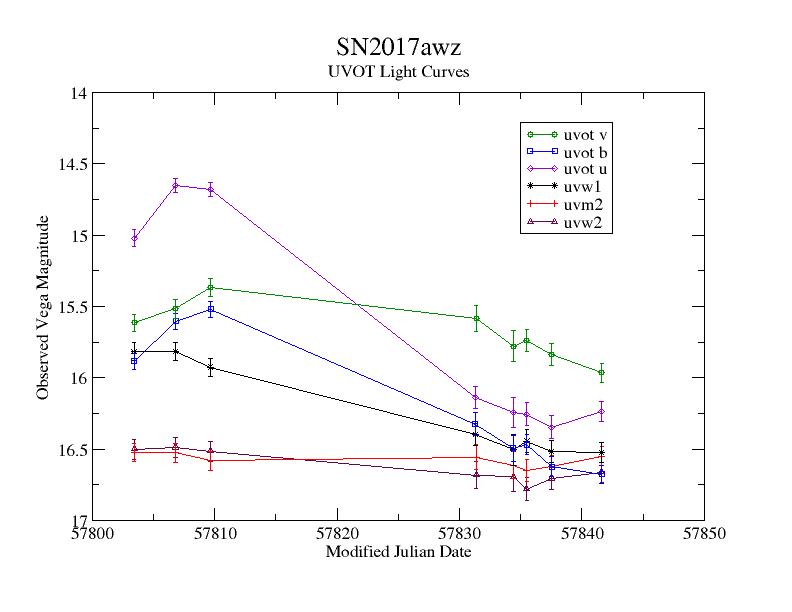 SN2017awz
UVOT Light Curves
14
14.5
15
15.5
16
16.5
17
Observed Vega Magnitude
uvot v
uvot b
uvot u
uvw1
uvm2
uvw2
57800 57810 57820 57830 57840 57850
Modified Julian Date